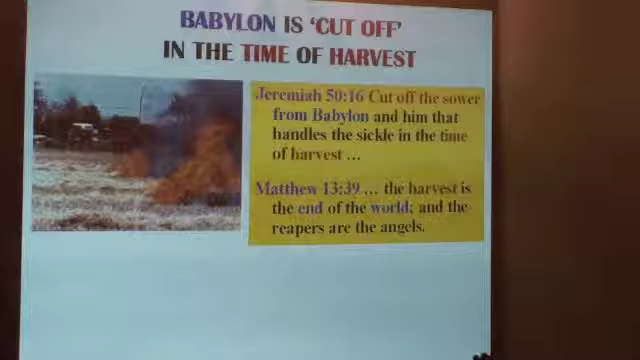 BABYLON IS ‘CUT OFF’
IN THE TIME OF HARVEST
Jeremiah 50:16 Cut off the sower
from Babylon and him that
handles the sickle in the time
of harvest ...
Matthew 13:39 ... the harvest is
the end of the world; and the
reapers are the angels.